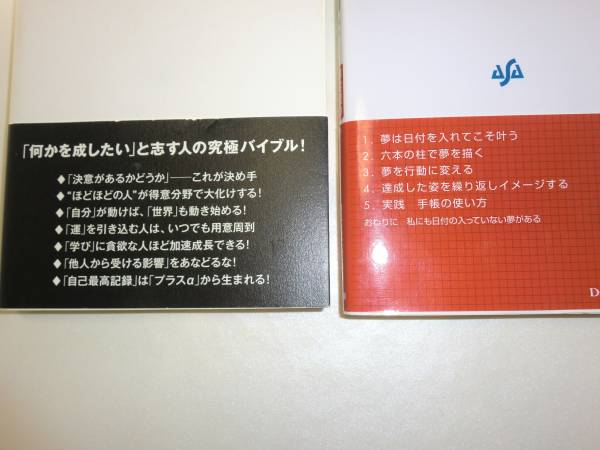 「何かを成したい」と志す人の究極バイブル！
◆「決意があるかどうか」――これが決め手
◆“ほどほどの人”が得意分野で大化けする！
◆「自分」が動けば、「世界」も動き始める！
◆「運」を引き込む人は、いつでも用意周到
◆「学び」に貪欲な人ほど加速成長できる！
◆「他人から受ける影響」をあなどるな！
◆「自己最高記録」は「プラスα」から生まれる！
ASA
1. 夢は日付を入れてこそ叶う
2. 六本の柱で夢を描く
3. 夢を行動に変える
4. 達成した姿を繰り返しイメージする
5. 実践　手帳の使い方
おわりに　私にも日付の入っていない夢がある
D